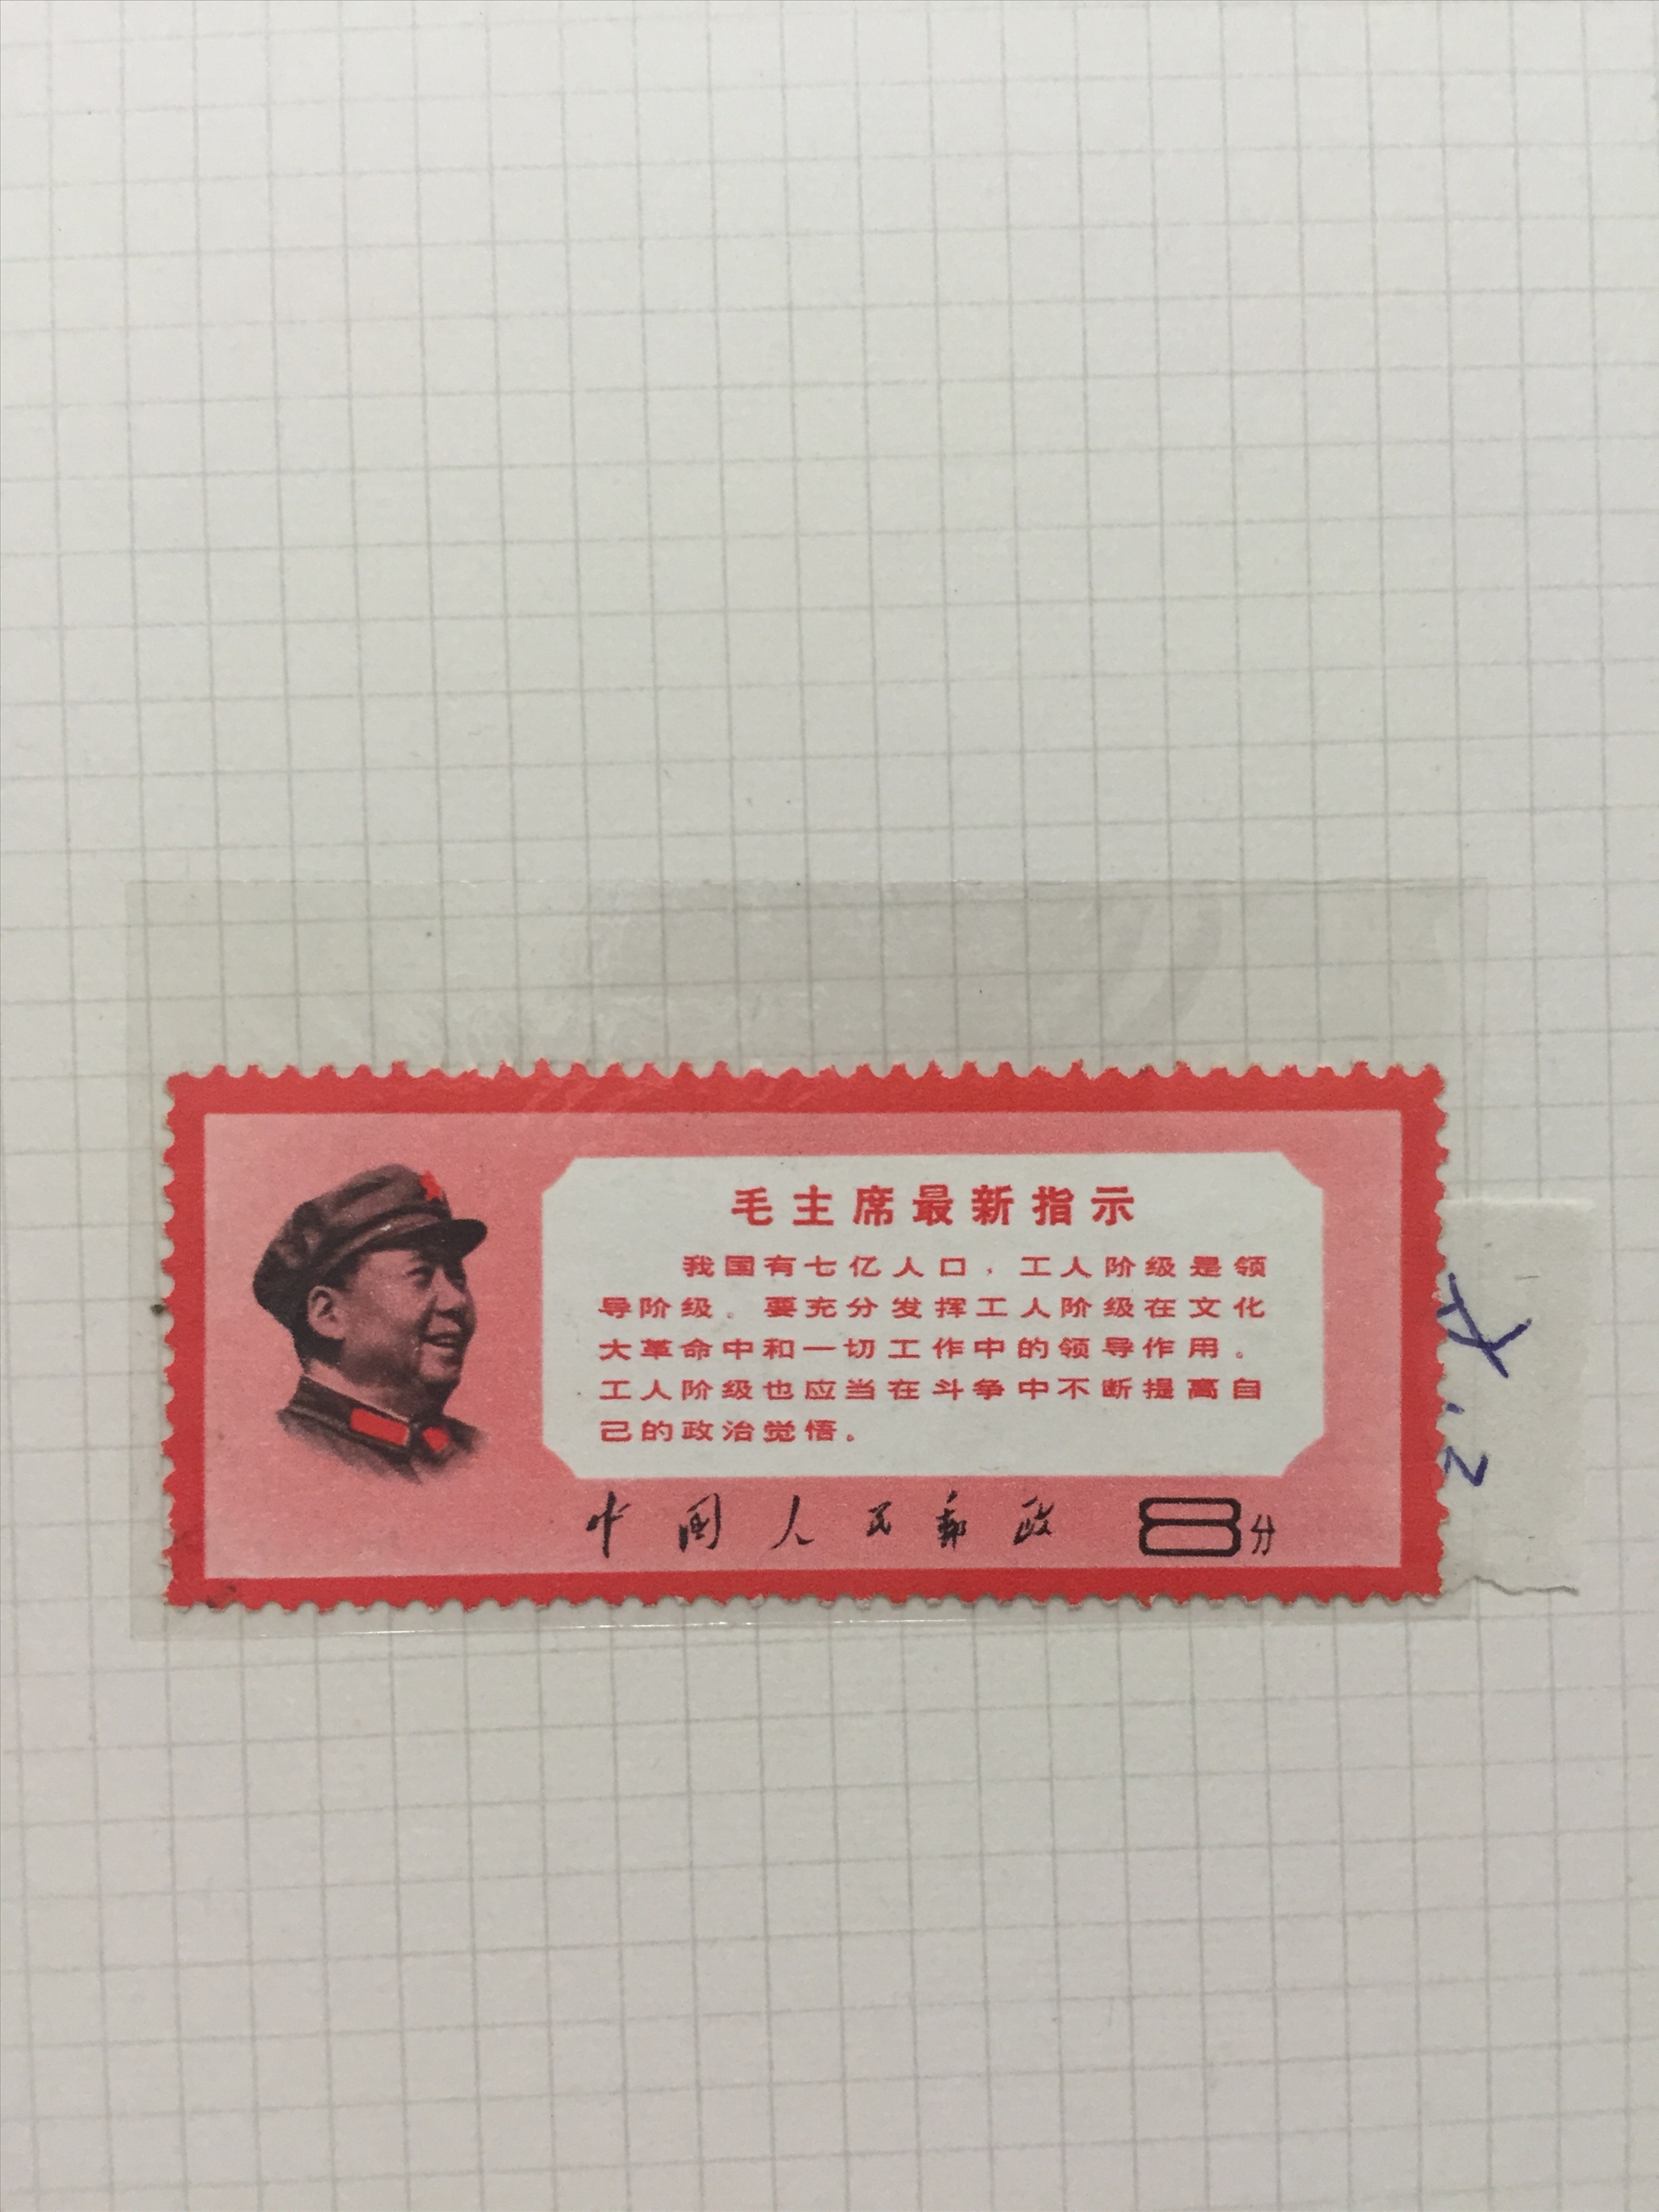 毛主席最新指示
我国有七亿人口，工人阶级是领
导阶级。要充分发挥工人阶级在文化
大革命中和一切工作中的领导作用。
工人阶级也应当在斗争中不断提高自
己的政治觉悟。
中国人民邮政 8分